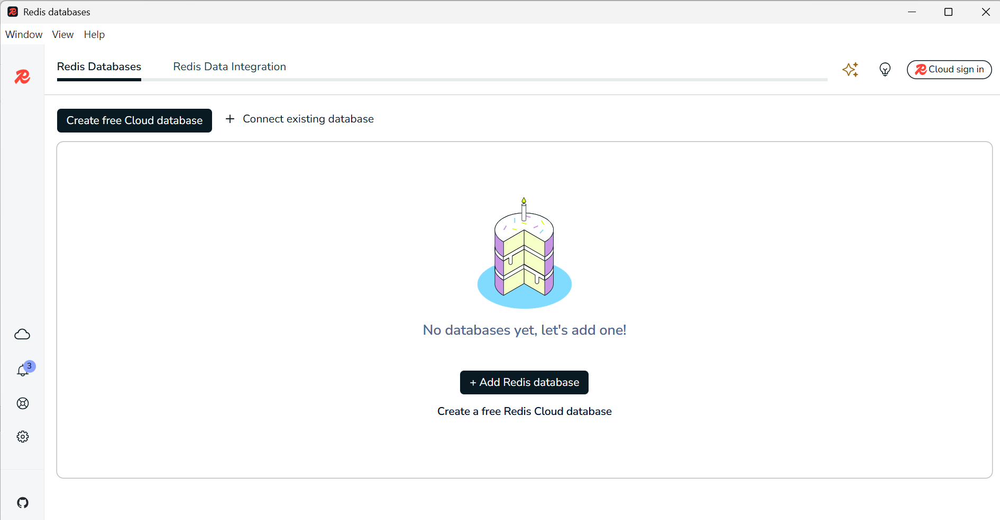 Redis databases
Window View Help
Redis Databases Redis Data Integration
Cloud sign in
Create free Cloud database + Connect existing database
No databases yet, let's add one!
3
+ Add Redis database
Create a free Redis Cloud database